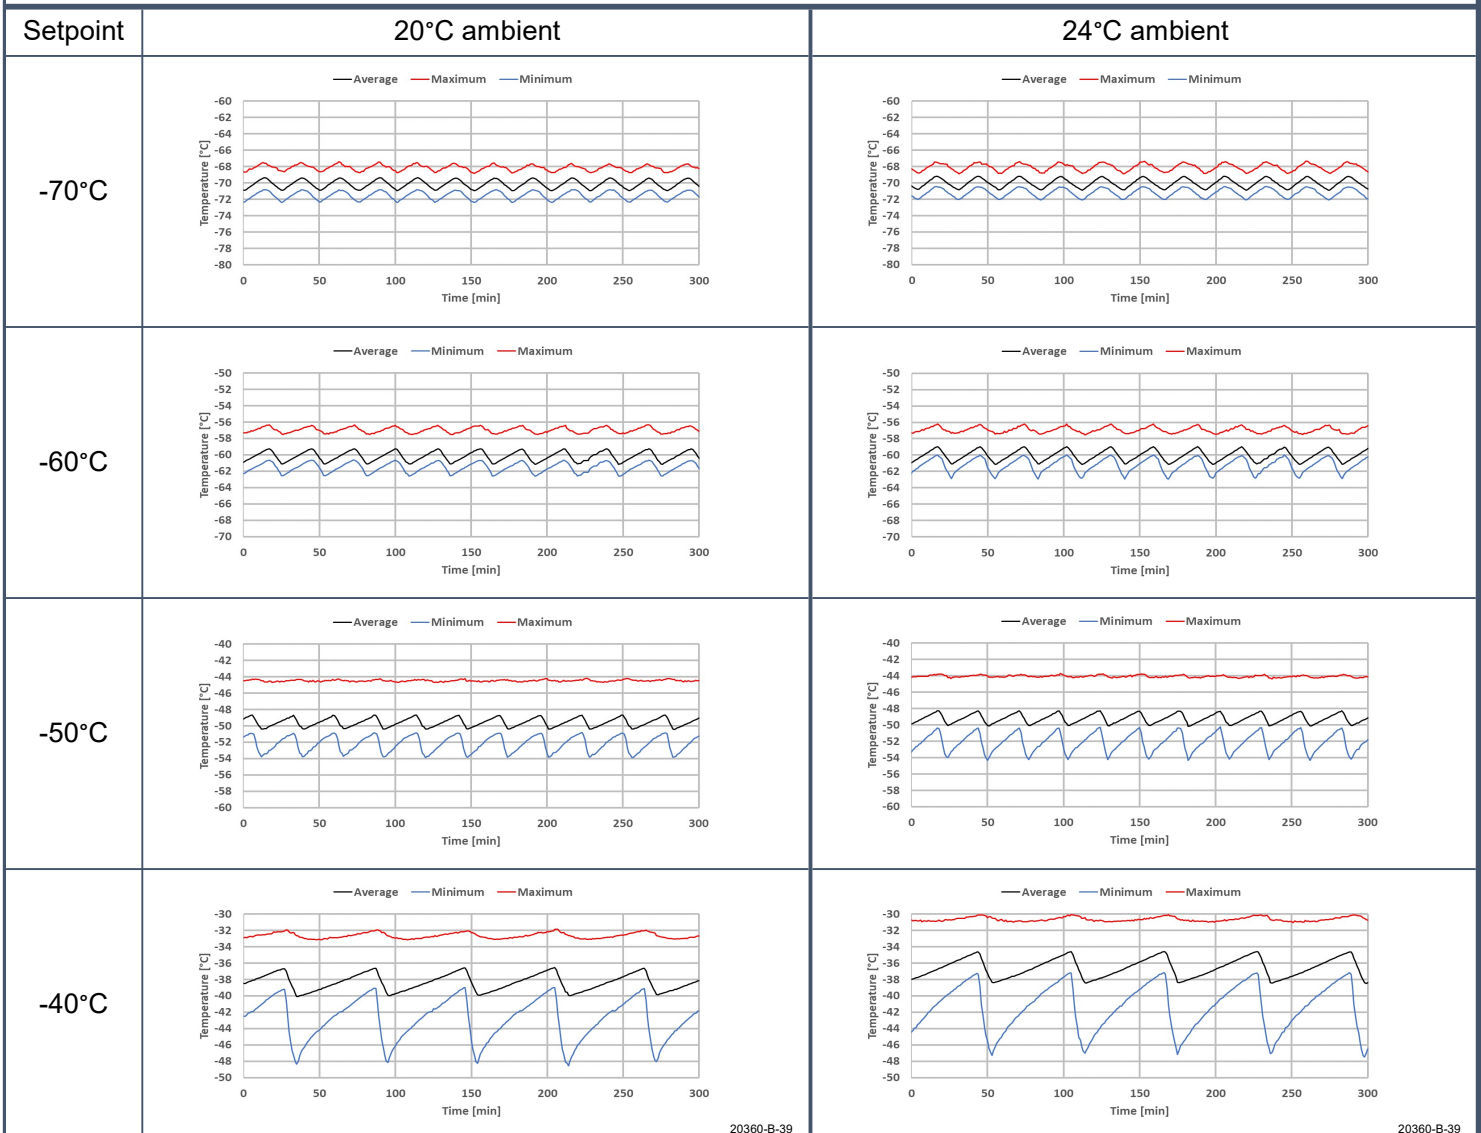 Setpoint 20°C ambient 24°C ambient
-70°C
Average Maximum Minimum
-60
-62
-64
-66
-68
-70
-72
-74
-76
-78
-80
Temperature [°C]
0 50 100 150 200 250 300
Time [min]
Average Maximum Minimum
-60
-62
-64
-66
-68
-70
-72
-74
-76
-78
-80
Temperature [°C]
0 50 100 150 200 250 300
Time [min]
-60°C
Average Minimum Maximum
-50
-52
-54
-56
-58
-60
-62
-64
-66
-68
-70
Temperature [°C]
0 50 100 150 200 250 300
Time [min]
Average Minimum Maximum
-50
-52
-54
-56
-58
-60
-62
-64
-66
-68
-70
Temperature [°C]
0 50 100 150 200 250 300
Time [min]
-50°C
Average Minimum Maximum
-40
-42
-44
-46
-48
-50
-52
-54
-56
-58
-60
Temperature [°C]
0 50 100 150 200 250 300
Time [min]
Average Minimum Maximum
-40
-42
-44
-46
-48
-50
-52
-54
-56
-58
-60
Temperature [°C]
0 50 100 150 200 250 300
Time [min]
-40°C
Average Minimum Maximum
-30
-32
-34
-36
-38
-40
-42
-44
-46
-48
-50
Temperature [°C]
0 50 100 150 200 250 300
Time [min]
20360-B-39
Average Minimum Maximum
-30
-32
-34
-36
-38
-40
-42
-44
-46
-48
-50
Temperature [°C]
0 50 100 150 200 250 300
Time [min]
20360-B-39